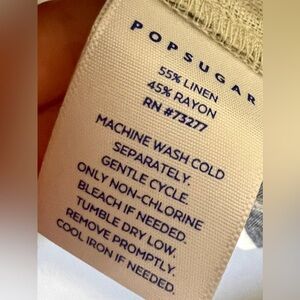 POPSUGAR
55% LINEN
45% RAYON
RN #73277
MACHINE WASH COLD
SEPARATELY.
GENTLE CYCLE.
ONLY NON-CHLORINE
BLEACH IF NEEDED.
TUMBLE DRY LOW.
REMOVE PROMPTLY.
COOL IRON IF NEEDED.